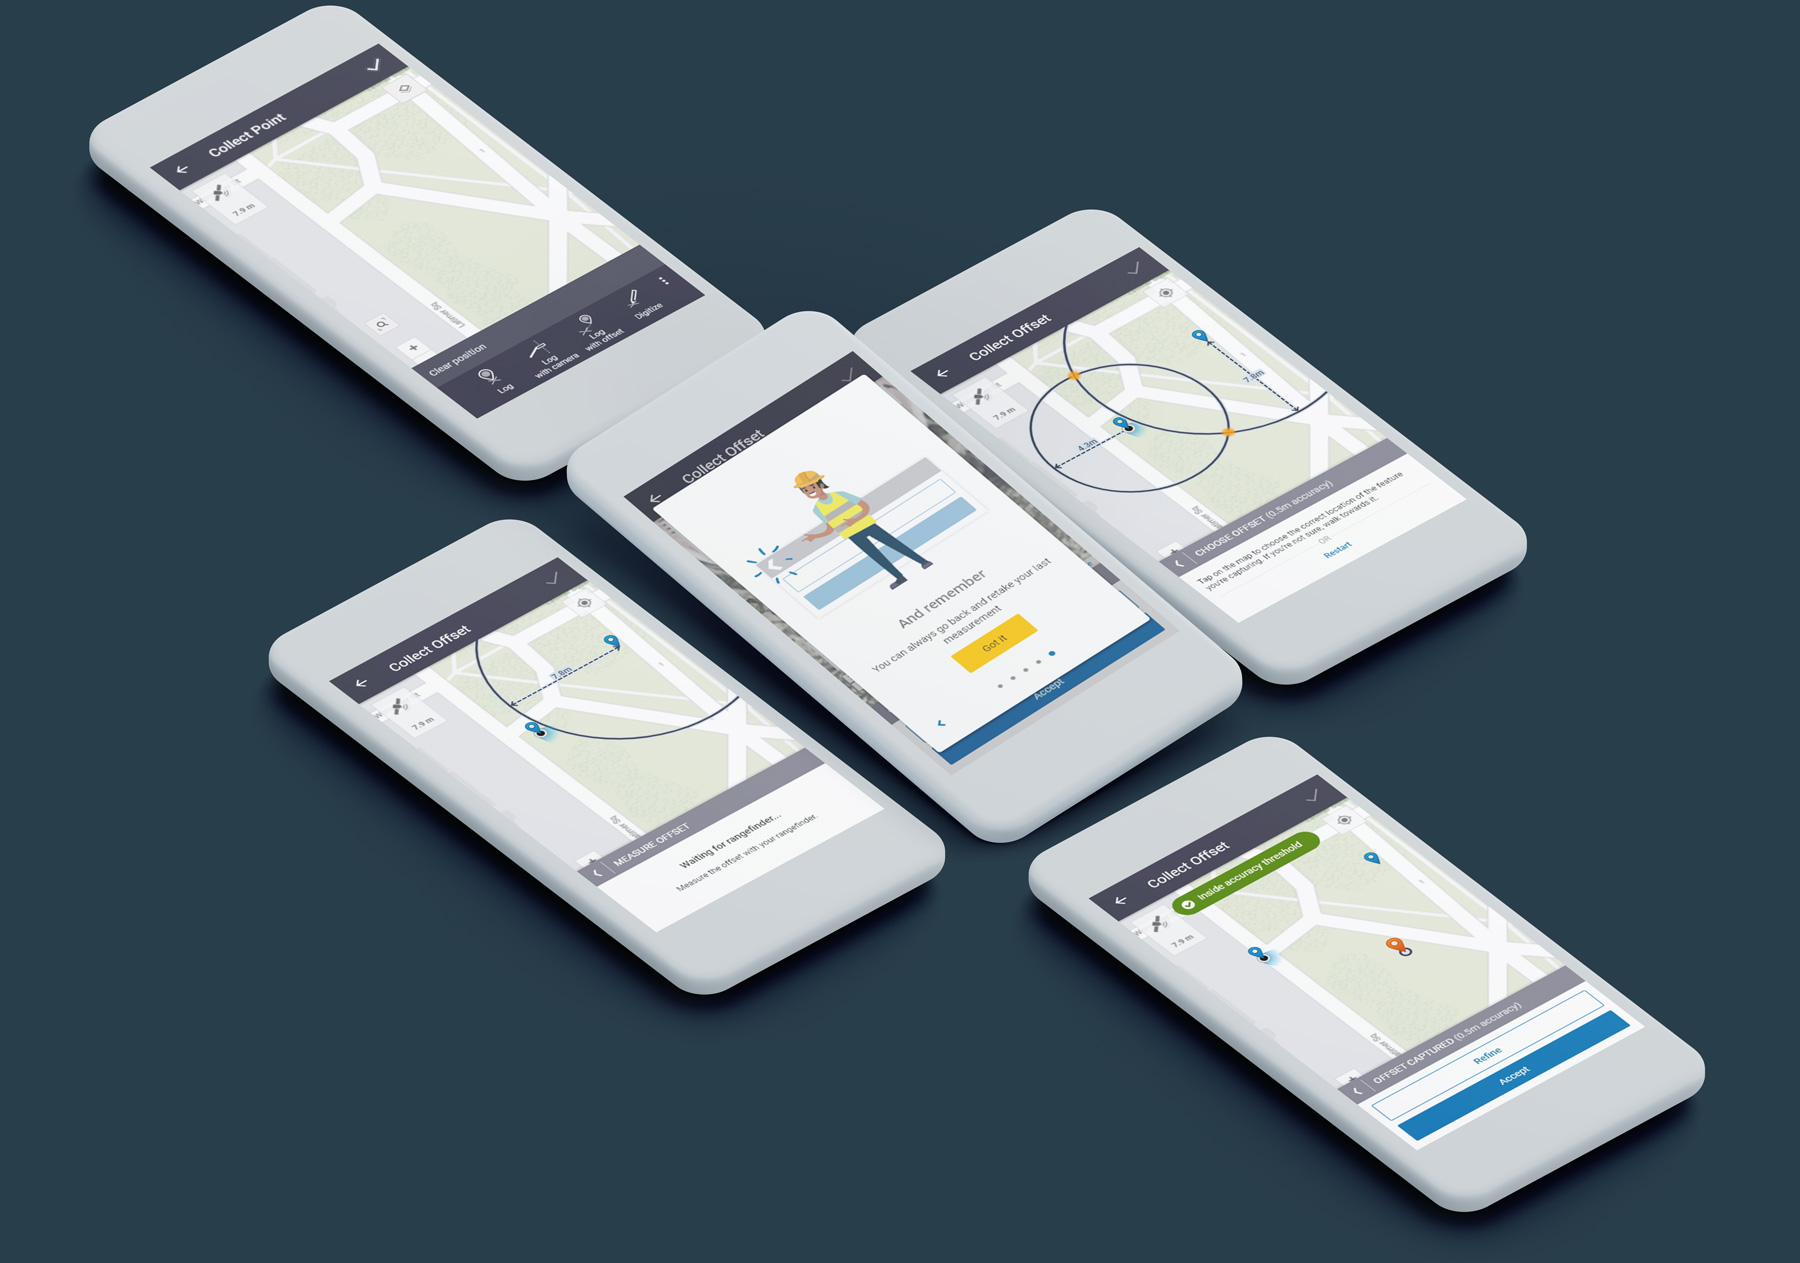 Collect Point
7.9 m
Latimer Sq
Clear position
Log
Log
with camera
Log
with offset
Digitize
Collect Offset
7.9 m
7.8m
4.3m
CHOOSE OFFSET (0.5m accuracy)
Tap on the map to choose the correct location of the feature
you're capturing. If you're not sure, walk towards it.
OR
Restart
Collect Offset
And remember
You can always go back and retake your last
measurement
Got it
Accept
Collect Offset
7.9 m
7.8m
MEASURE OFFSET
Waiting for rangefinder...
Measure the offset with your rangefinder.
Collect Offset
Inside accuracy threshold
7.9 m
OFFSET CAPTURED (0.5m accuracy)
Refine
Accept